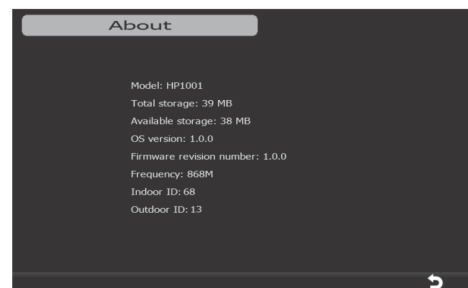 About
Model: HP1001
Total storage: 39 MB
Available storage: 38 MB
OS version: 1.0.0
Firmware revision number: 1.0.0
Frequency: 868M
Indoor ID: 68
Outdoor ID: 13